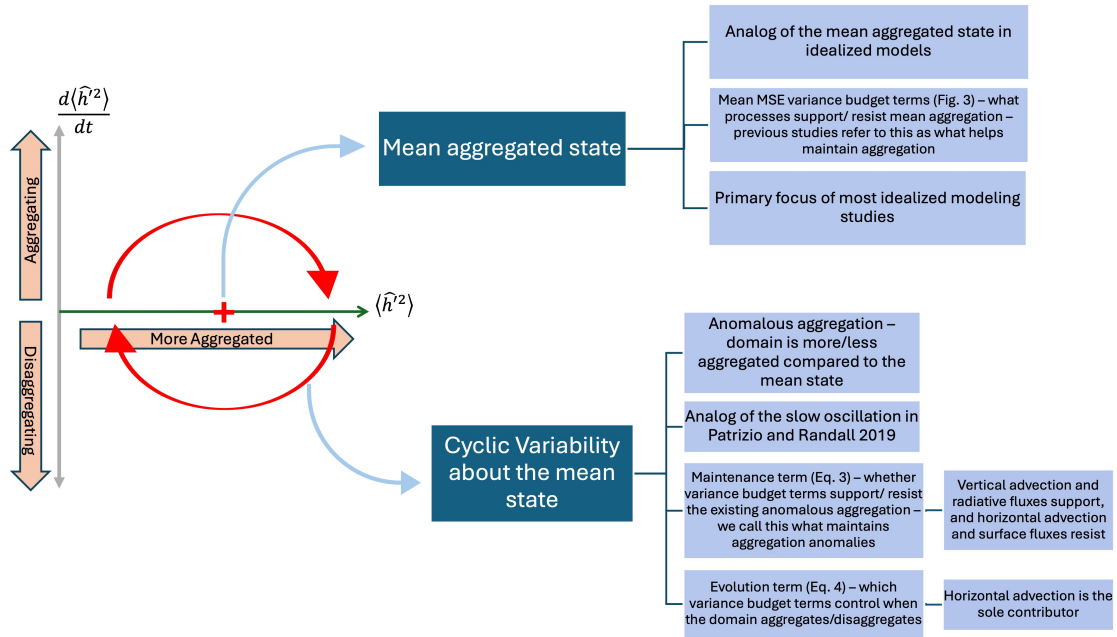 d⟨ĥ′²⟩
dt
Aggregating
Disaggregating
⟨ĥ′²⟩
More Aggregated
Mean aggregated state
Analog of the mean aggregated state in
idealized models
Mean MSE variance budget terms (Fig. 3) – what
processes support/ resist mean aggregation –
previous studies refer to this as what helps
maintain aggregation
Primary focus of most idealized modeling
studies
Cyclic Variability
about the mean
state
Anomalous aggregation –
domain is more/less
aggregated compared to the
mean state
Analog of the slow oscillation in
Patrizio and Randall 2019
Maintenance term (Eq. 3) – whether
variance budget terms support/ resist
the existing anomalous aggregation –
we call this what maintains
aggregation anomalies
Vertical advection and
radiative fluxes support,
and horizontal advection
and surface fluxes resist
Evolution term (Eq. 4) – which
variance budget terms control when
the domain aggregates/disaggregates
Horizontal advection is the
sole contributor